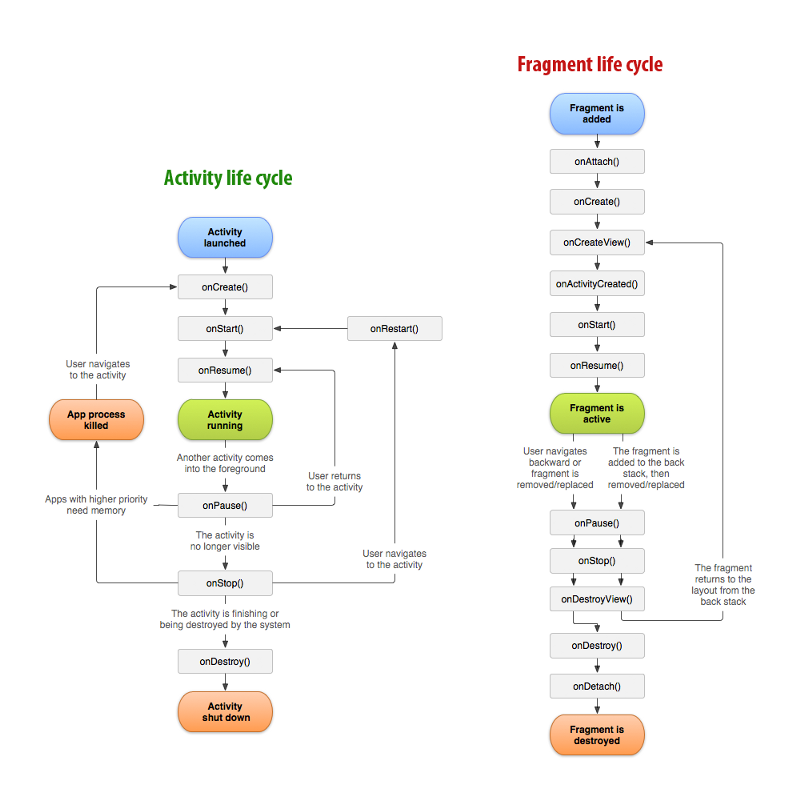 Activity life cycle
Activity
launched
onCreate()
onStart()
onRestart()
onResume()
User navigates
to the activity
App process
killed
Activity
running
Another activity comes
into the foreground
User returns
to the activity
Apps with higher priority
need memory
onPause()
The activity is
no longer visible
User navigates
to the activity
onStop()
The activity is finishing or
being destroyed by the system
onDestroy()
Activity
shut down
Fragment life cycle
Fragment is
added
onAttach()
onCreate()
onCreateView()
onActivityCreated()
onStart()
onResume()
Fragment is
active
User navigates
backward or
fragment is
removed/replaced
The fragment is
added to the back
stack, then
removed/replaced
onPause()
onStop()
onDestroyView()
The fragment
returns to the
layout from the
back stack
onDestroy()
onDetach()
Fragment is
destroyed